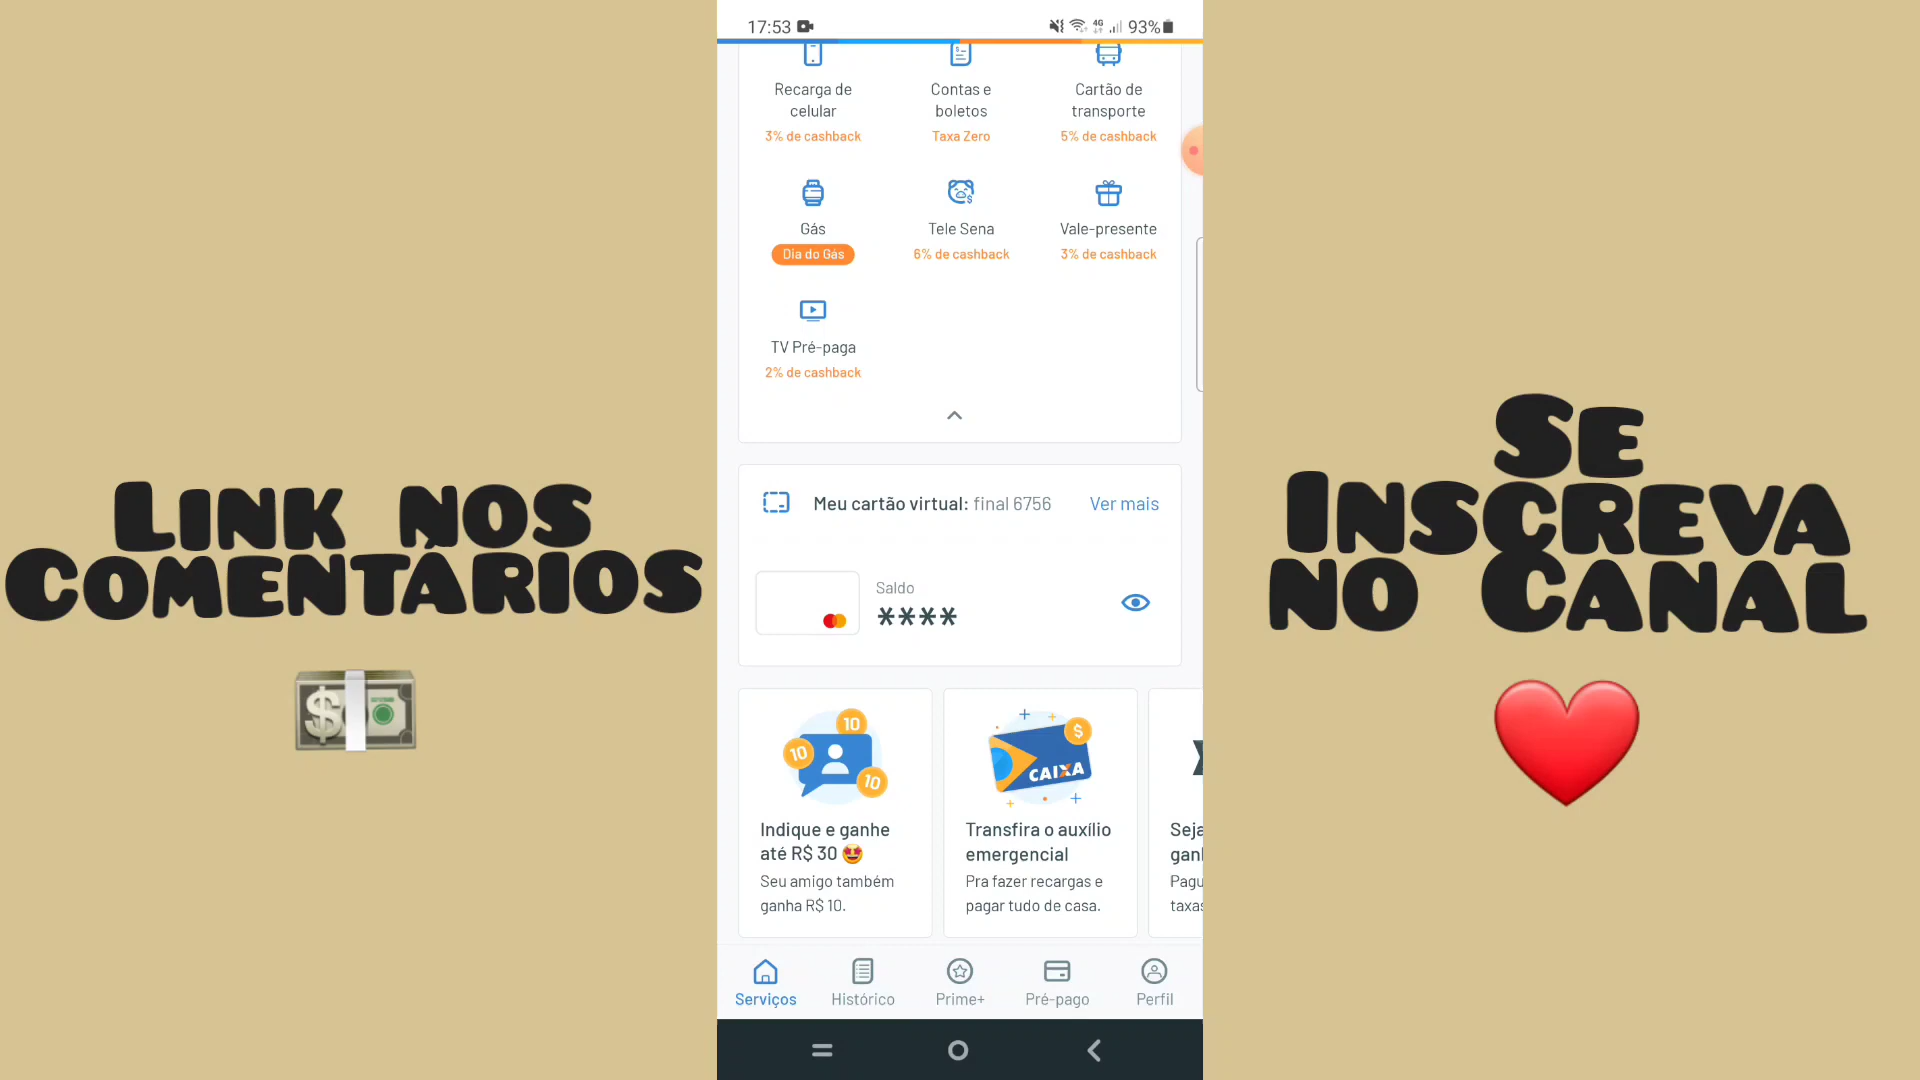 17:53
4G
93%
Recarga de
celular
3% de cashback
Contas e
boletos
Taxa Zero
Cartão de
transporte
5% de cashback
Gás
Dia do Gás
Tele Sena
6% de cashback
Vale-presente
3% de cashback
TV Pré-paga
2% de cashback
Meu cartão virtual: final 6756
Ver mais
Saldo
****
10
10
10
Indique e ganhe
até R$ 30 🤩
Seu amigo também
ganha R$ 10.
$
CAIXA
Transfira o auxílio
emergencial
Pra fazer recargas e
pagar tudo de casa.
Seja
ganh
Pagu
taxas
Serviços
Histórico
Prime+
Pré-pago
Perfil
Link nos
Comentários
$
Se
Inscreva
no Canal